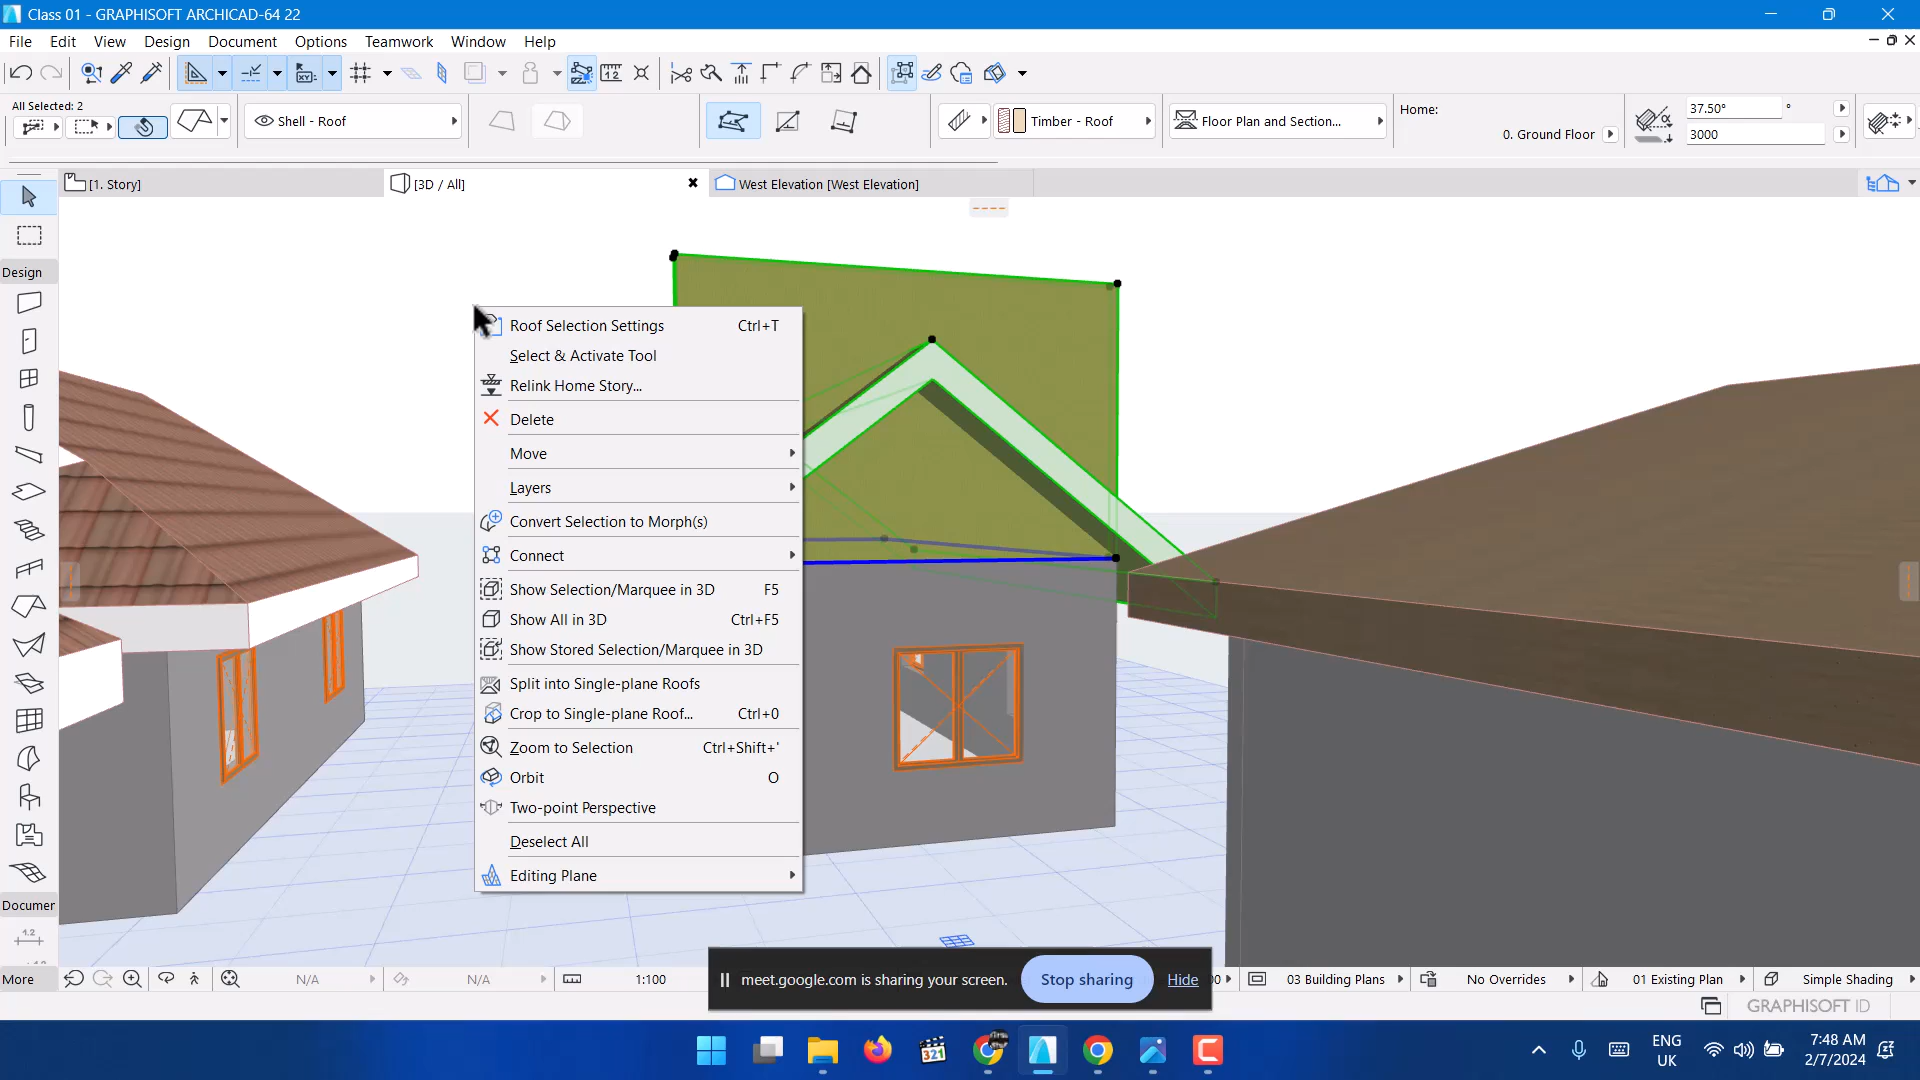 Class 01 - GRAPHISOFT ARCHICAD-64 22
File Edit View Design Document Options Teamwork Window Help
All Selected: 2
Shell - Roof
Timber - Roof
Floor Plan and Section...
Home:
0. Ground Floor
37.50°
°
3000
[1. Story]
[3D / All]
West Elevation [West Elevation]
Design
Roof Selection Settings Ctrl+T
Select & Activate Tool
Relink Home Story...
Delete
Move
Layers
Convert Selection to Morph(s)
Connect
Show Selection/Marquee in 3D F5
Show All in 3D Ctrl+F5
Show Stored Selection/Marquee in 3D
Split into Single-plane Roofs
Crop to Single-plane Roof... Ctrl+0
Zoom to Selection Ctrl+Shift+'
Orbit O
Two-point Perspective
Deselect All
Editing Plane
Documer
1.2
More
N/A
N/A
1:100
meet.google.com is sharing your screen.
Stop sharing
Hide
03 Building Plans
No Overrides
01 Existing Plan
Simple Shading
GRAPHISOFT ID
321
ENG
UK
7:48 AM
2/7/2024